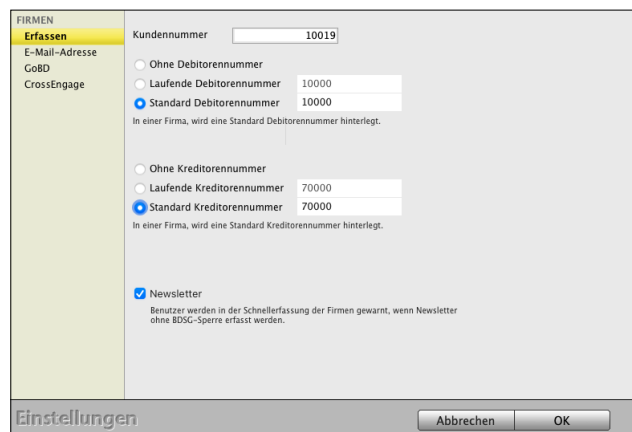 FIRMEN
Erfassen
E-Mail-Adresse
GoBD
CrossEngage
Kundennummer 10019
Ohne Debitorennummer
Laufende Debitorennummer 10000
Standard Debitorennummer 10000
In einer Firma, wird eine Standard Debitorennummer hinterlegt.
Ohne Kreditorennummer
Laufende Kreditorennummer 70000
Standard Kreditorennummer 70000
In einer Firma, wird eine Standard Kreditorennummer hinterlegt.
Newsletter
Benutzer werden in der Schnellerfassung der Firmen gewarnt, wenn Newsletter
ohne BDSG-Sperre erfasst werden.
Einstellungen
Abbrechen OK